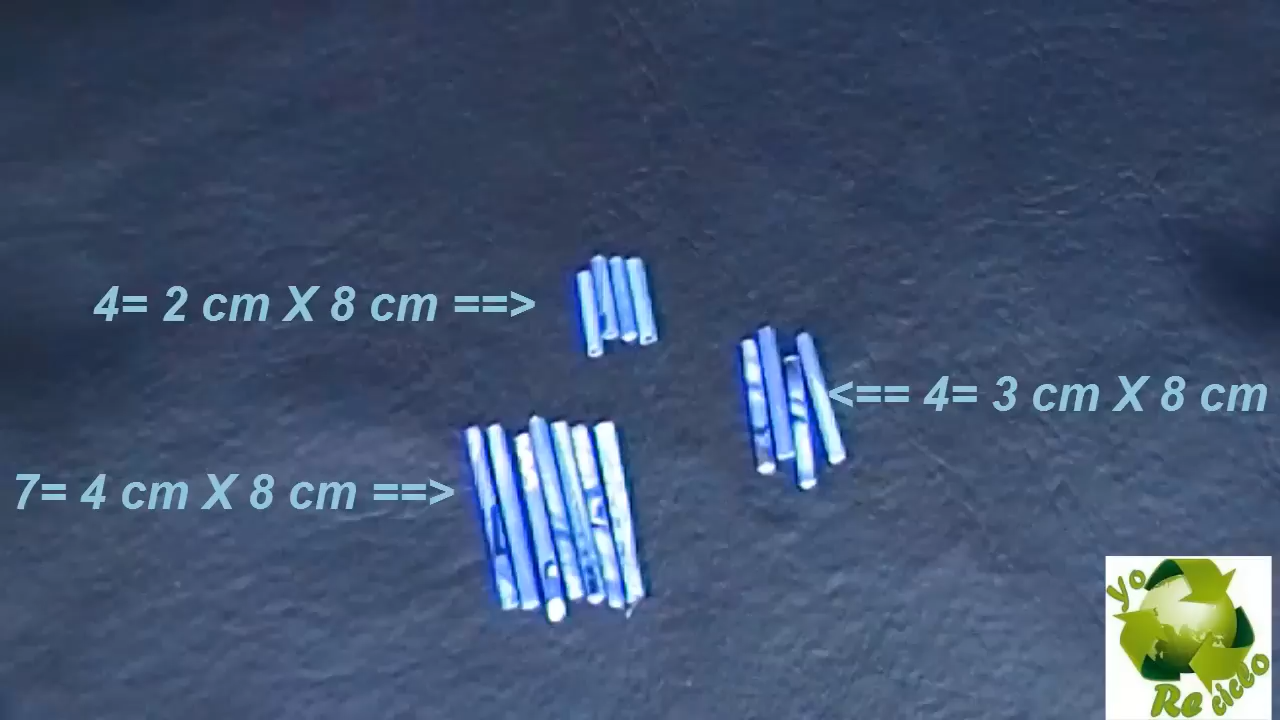 4= 2 cm X 8 cm ==>
<== 4= 3 cm X 8 cm
7= 4 cm X 8 cm ==>
Yo
Re ciclo